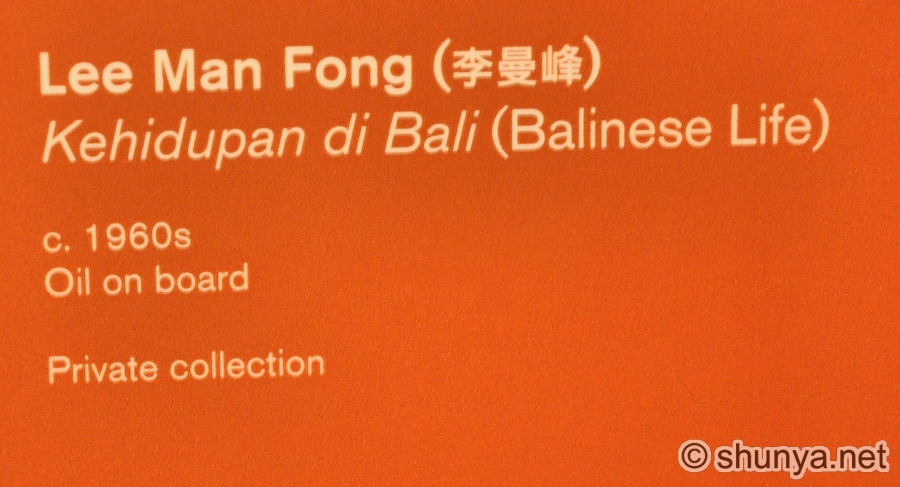 Lee Man Fong (李曼峰)
Kehidupan di Bali (Balinese Life)
c. 1960s
Oil on board
Private collection
© shunya.net